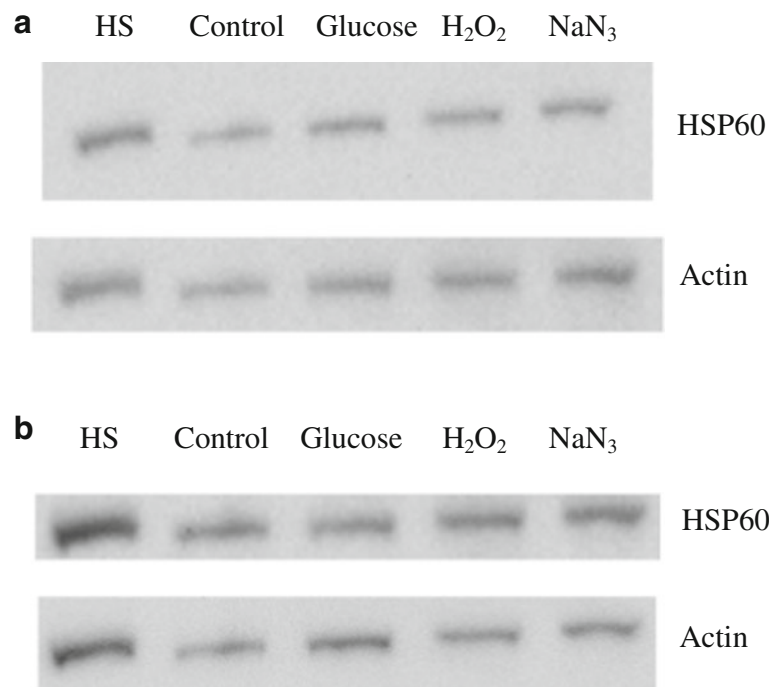 a HS Control Glucose H₂O₂ NaN₃
HSP60
Actin
b HS Control Glucose H₂O₂ NaN₃
HSP60
Actin